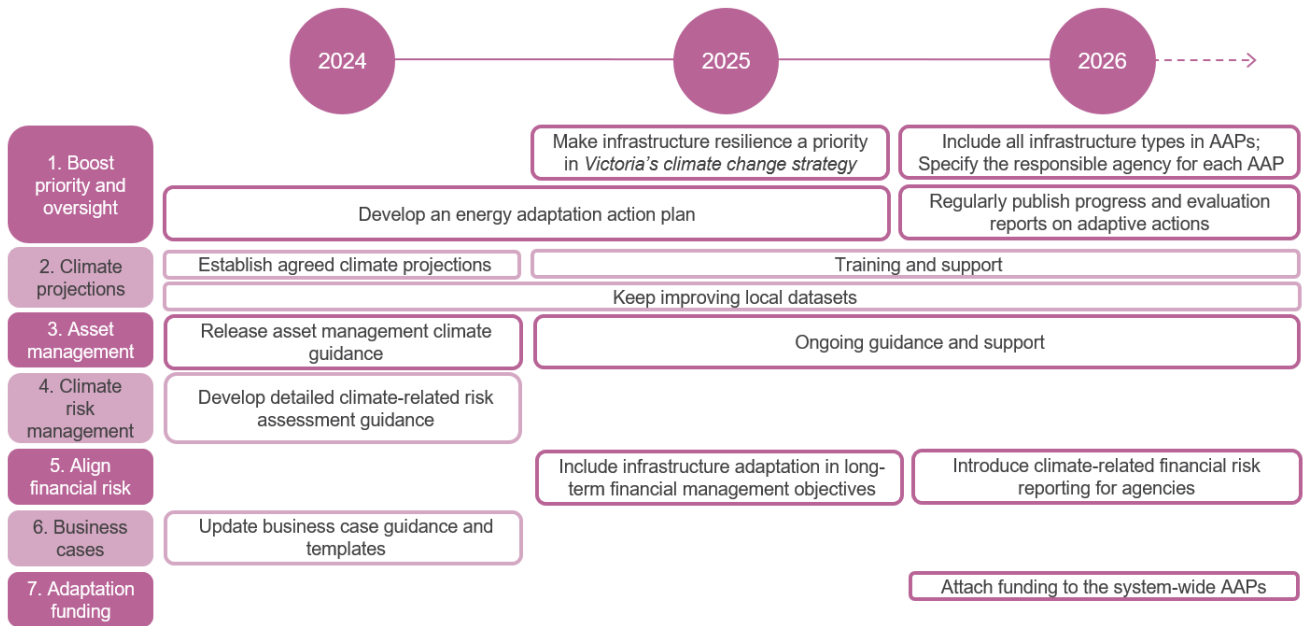 2024
2025
2026
1. Boost
priority and
oversight
Make infrastructure resilience a priority
in Victoria's climate change strategy
Include all infrastructure types in AAPs;
Specify the responsible agency for each AAP
Develop an energy adaptation action plan
Regularly publish progress and evaluation
reports on adaptive actions
2. Climate
projections
Establish agreed climate projections
Training and support
Keep improving local datasets
3. Asset
management
Release asset management climate
guidance
Ongoing guidance and support
4. Climate
risk
management
Develop detailed climate-related risk
assessment guidance
5. Align
financial risk
Include infrastructure adaptation in long-
term financial management objectives
Introduce climate-related financial risk
reporting for agencies
6. Business
cases
Update business case guidance and
templates
7. Adaptation
funding
Attach funding to the system-wide AAPs